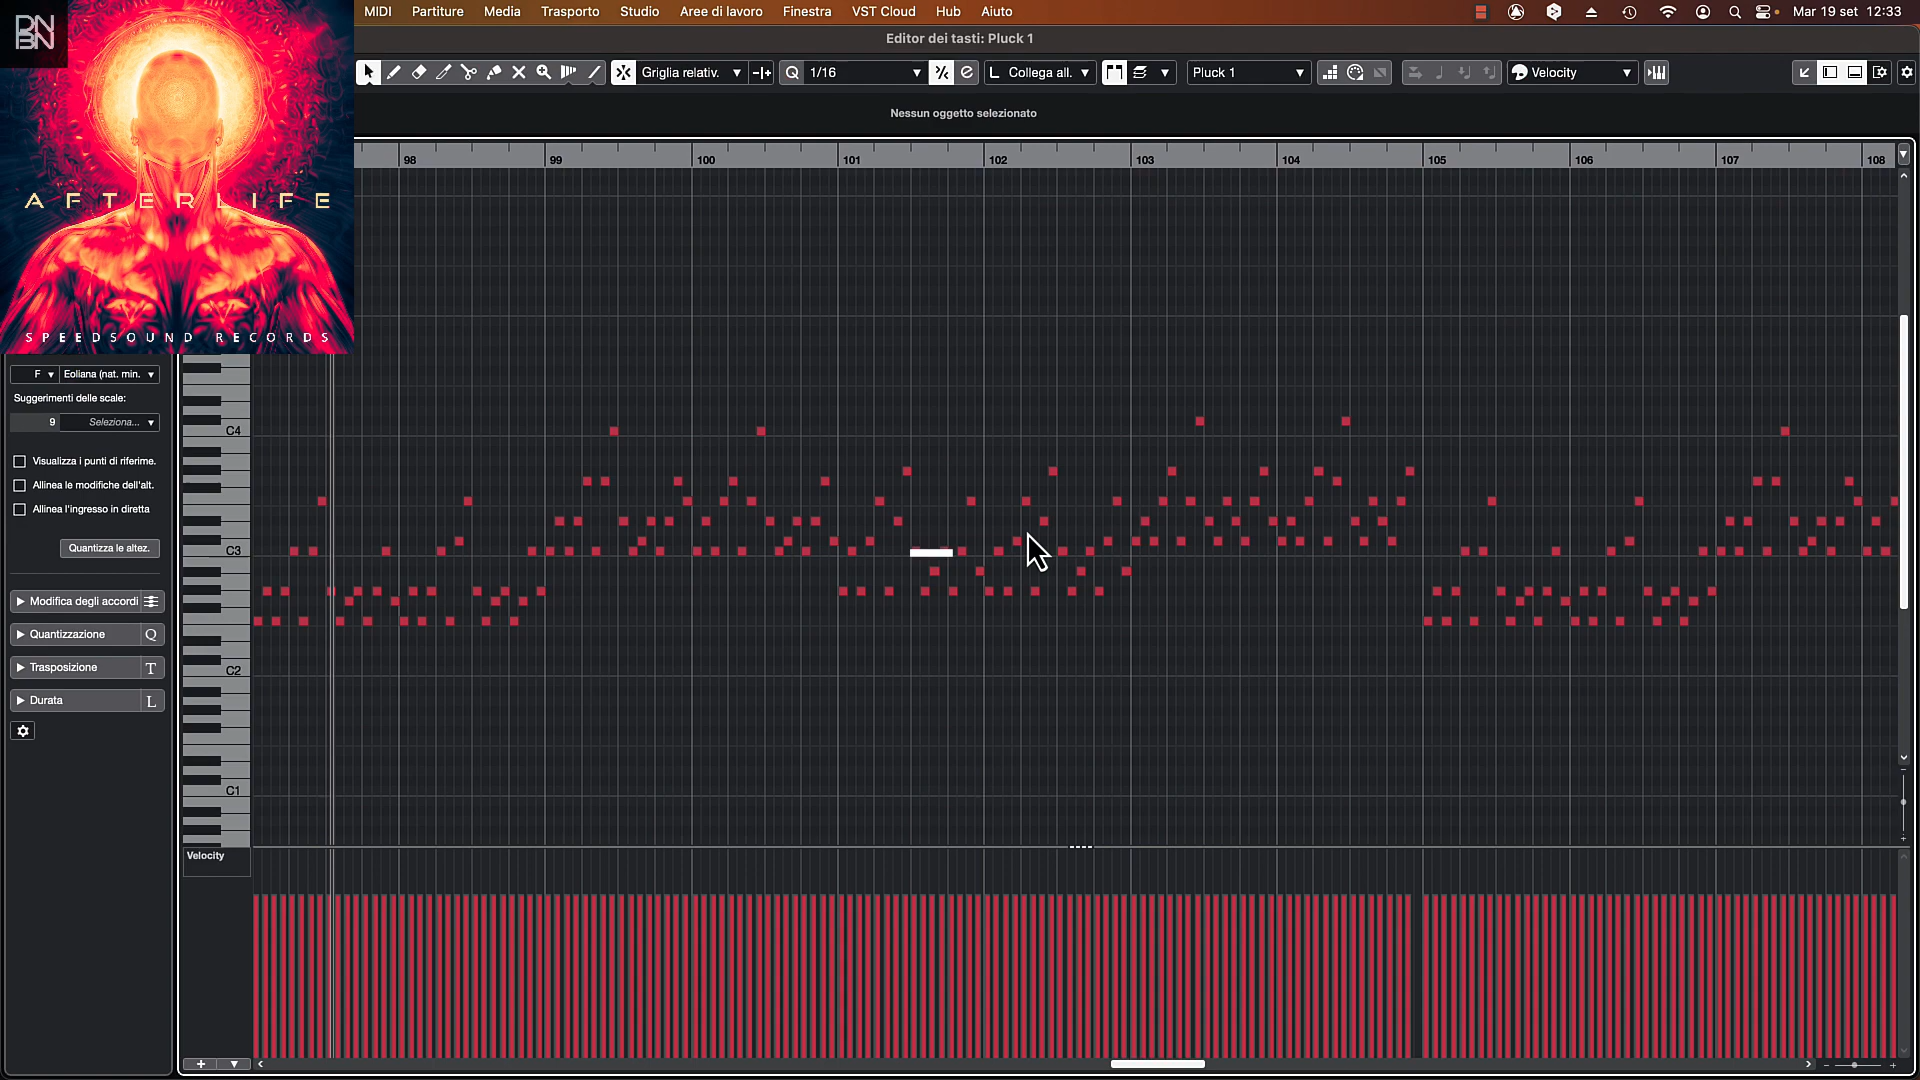 MIDI Partiture Media Trasporto Studio Aree di lavoro Finestra VST Cloud Hub Aiuto Mar 19 set 12:33
Editor dei tasti: Pluck 1
Griglia relativ. Q 1/16 L Collega all. Pluck 1 Velocity
Nessun oggetto selezionato
98 99 100 101 102 103 104 105 106 107 108
AFTERLIFE
SPEEDSOUND RECORDS
F Eoliana (nat. min.
Suggerimenti delle scale:
9 Seleziona...
Visualizza i punti di riferime.
Allinea le modifiche dell'alt.
Allinea l'ingresso in diretta
Quantizza le altez.
Modifica degli accordi
Quantizzazione Q
Trasposizione T
Durata L
C4
C3
C2
C1
Velocity